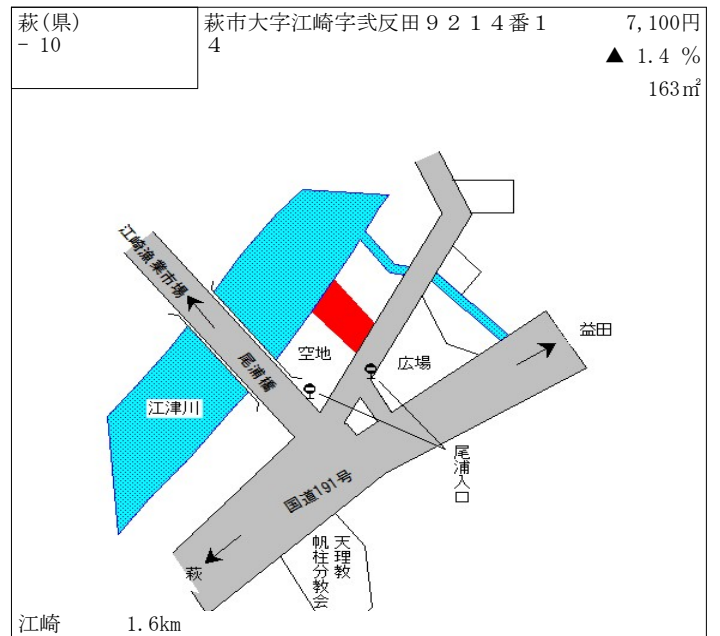 萩(県)
- 10
萩市大字江崎字弐反田９２１４番１
4
7,100円
▲ 1.4 %
163㎡
江崎漁業市場
尾浦橋
空地
広場
益田
江津川
尾浦入口
国道191号
萩
天理教
帆柱分教会
江崎 1.6km